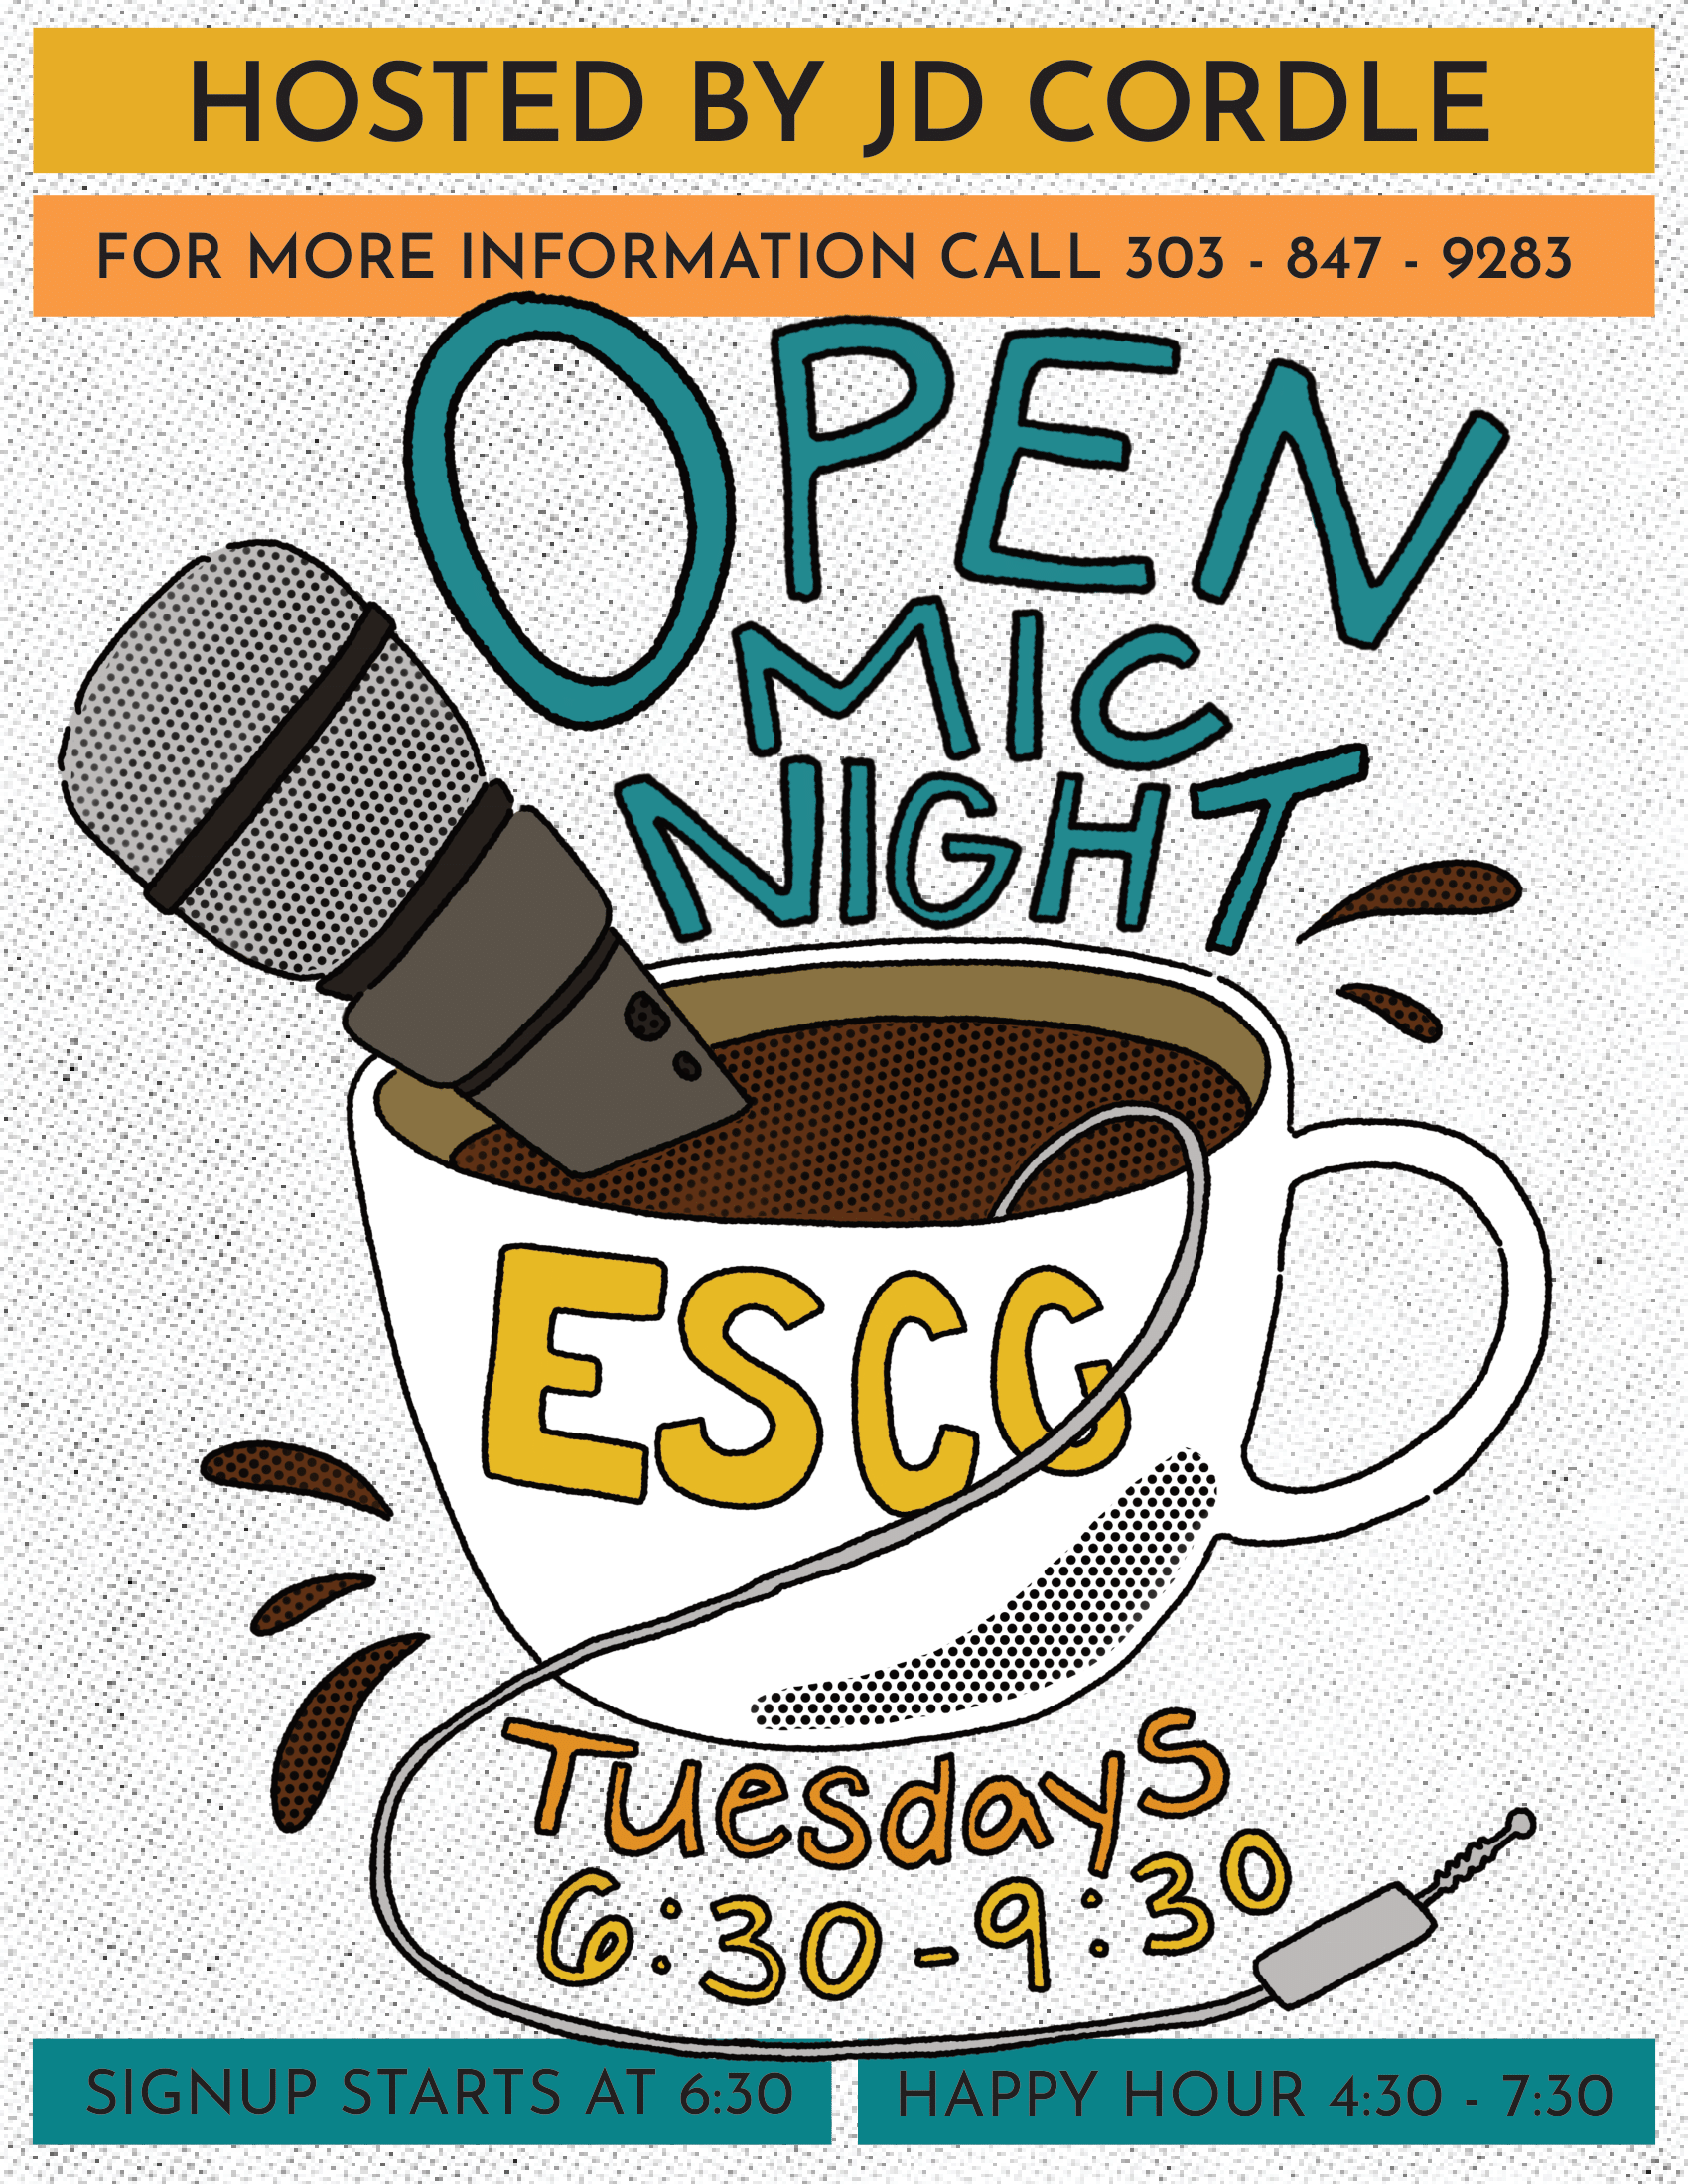 HOSTED BY JD CORDLE
FOR MORE INFORMATION CALL 303 - 847 - 9283
OPEN
MIC
NIGHT
ESCG
Tuesdays
6:30 - 9:30
SIGNUP STARTS AT 6:30
HAPPY HOUR 4:30 - 7:30